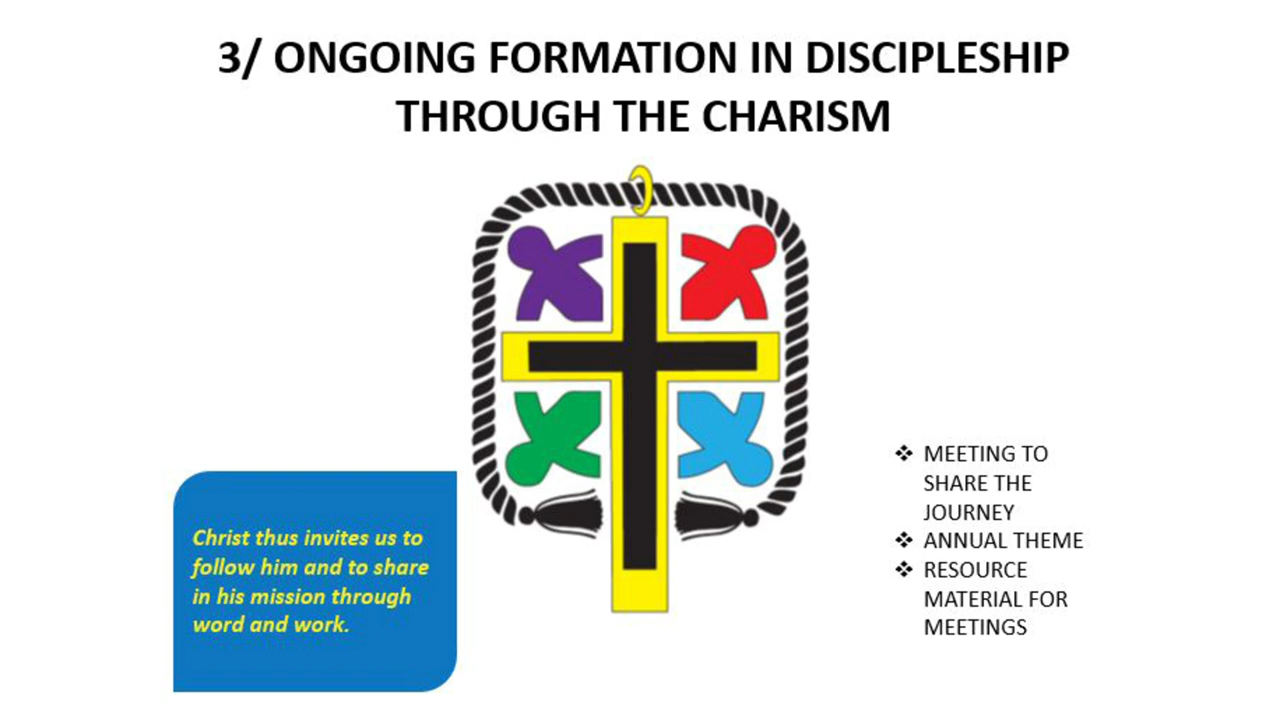 3/ ONGOING FORMATION IN DISCIPLESHIP
THROUGH THE CHARISM
Christ thus invites us to
follow him and to share
in his mission through
word and work.
❖ MEETING TO
SHARE THE
JOURNEY
❖ ANNUAL THEME
❖ RESOURCE
MATERIAL FOR
MEETINGS